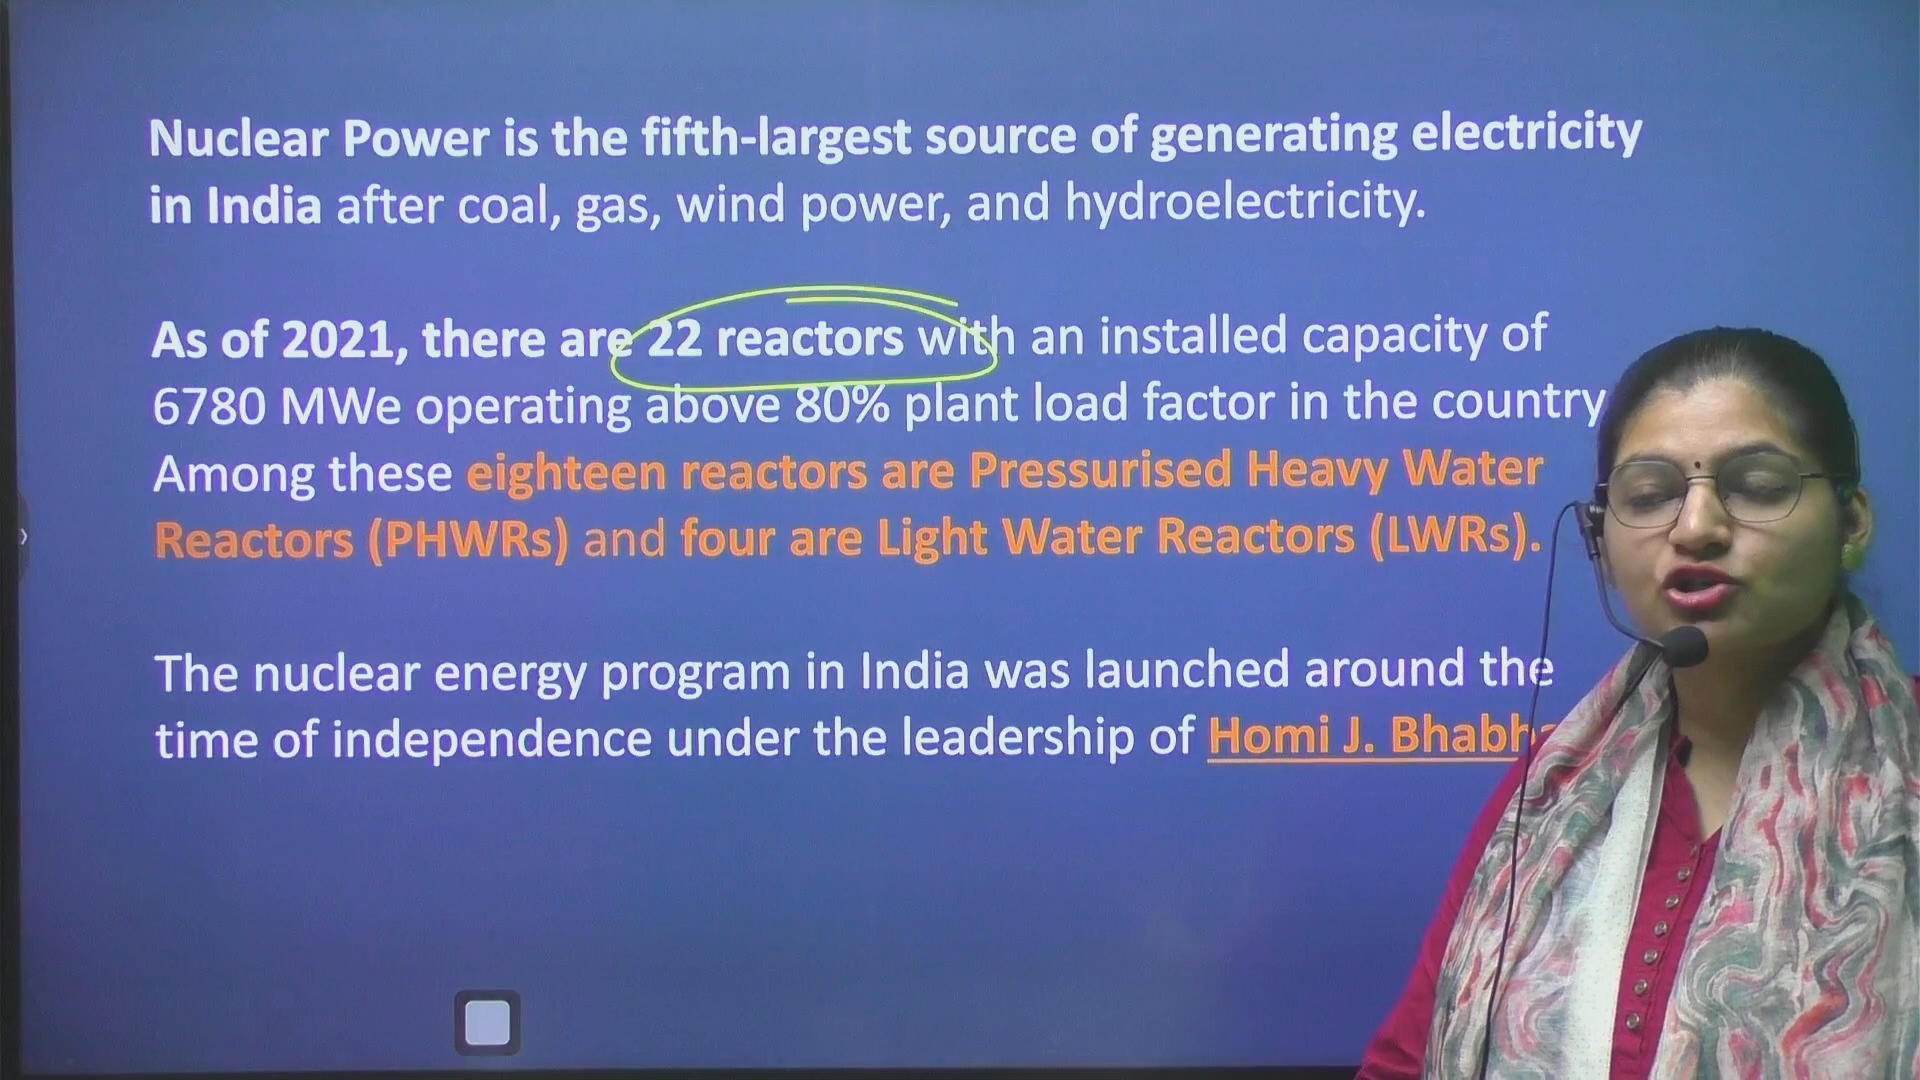 Nuclear Power is the fifth-largest source of generating electricity
in India after coal, gas, wind power, and hydroelectricity.
As of 2021, there are 22 reactors with an installed capacity of
6780 MWe operating above 80% plant load factor in the country
Among these eighteen reactors are Pressurised Heavy Water
Reactors (PHWRs) and four are Light Water Reactors (LWRs).
The nuclear energy program in India was launched around the
time of independence under the leadership of Homi J. Bhabha